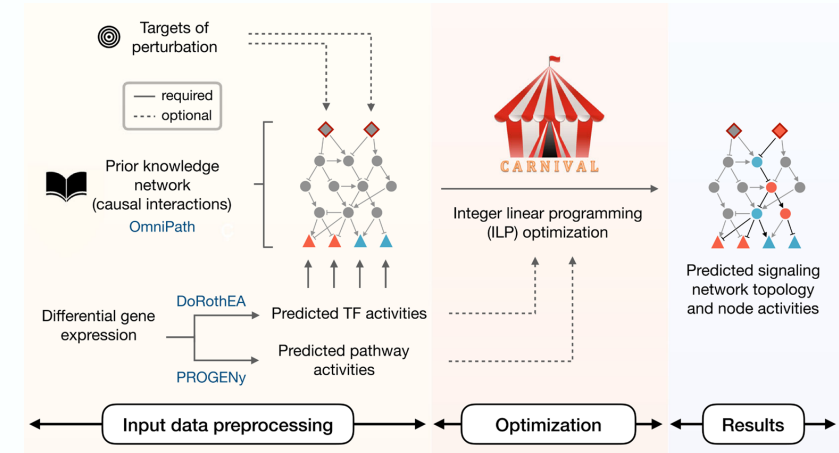 Targets of
perturbation
required
optional
Prior knowledge
network
(causal interactions)
OmniPath
Differential gene
expression
DoRothEA
PROGENy
Predicted TF activities
Predicted pathway
activities
CARNIVAL
Integer linear programming
(ILP) optimization
Predicted signaling
network topology
and node activities
Input data preprocessing
Optimization
Results